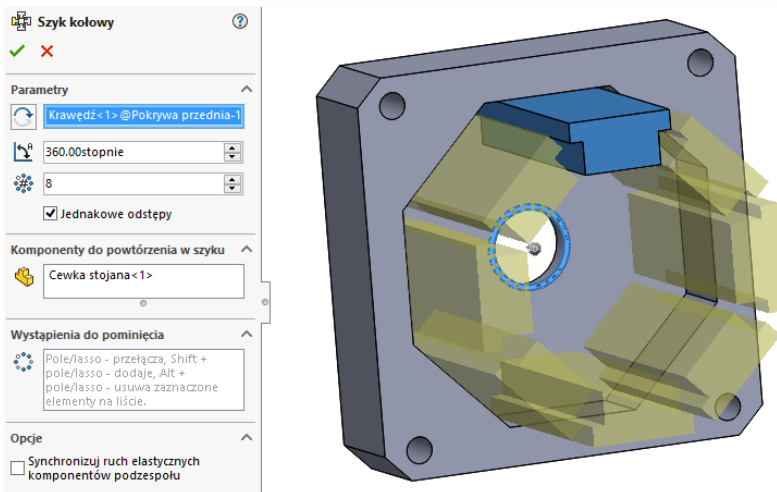 Szyk kołowy
Parametry
Krawędź<1>@Pokrywa przednia-1
360.00stopnie
8
Jednakowe odstępy
Komponenty do powtórzenia w szyku
Cewka stojana<1>
Wystąpienia do pominięcia
Pole/lasso - przełącza, Shift +
pole/lasso - dodaje, Alt +
pole/lasso - usuwa zaznaczone
elementy na liście.
Opcje
Synchronizuj ruch elastycznych
komponentów podzespołu